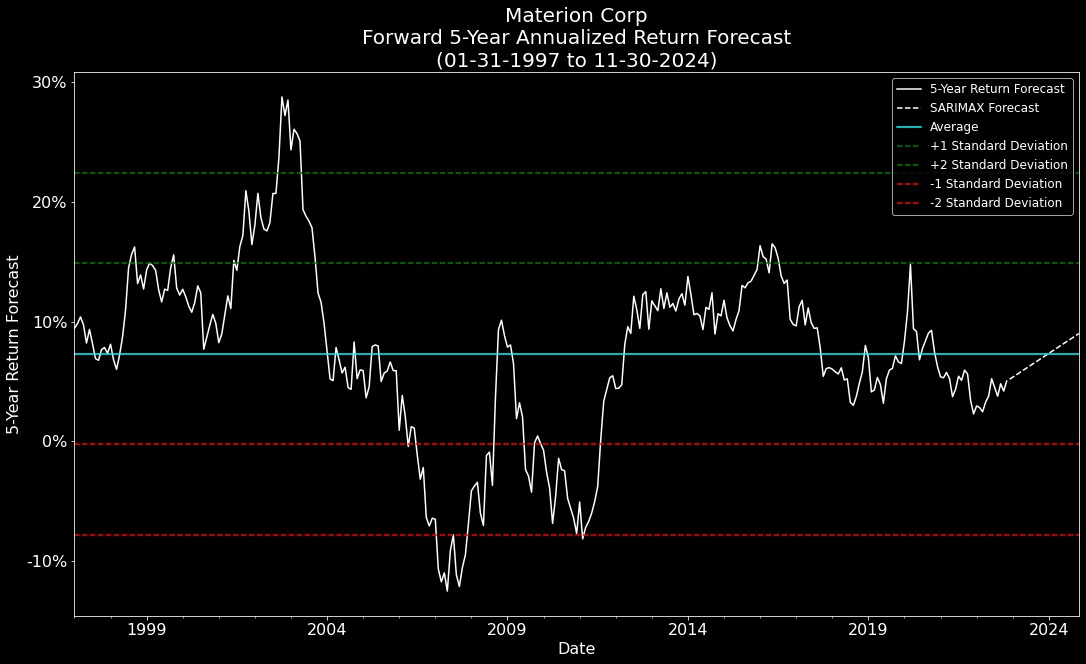 Materion Corp
Forward 5-Year Annualized Return Forecast
(01-31-1997 to 11-30-2024)
5-Year Return Forecast
SARIMAX Forecast
Average
+1 Standard Deviation
+2 Standard Deviation
-1 Standard Deviation
-2 Standard Deviation
5-Year Return Forecast
30%
20%
10%
0%
-10%
1999
2004
2009
2014
2019
2024
Date